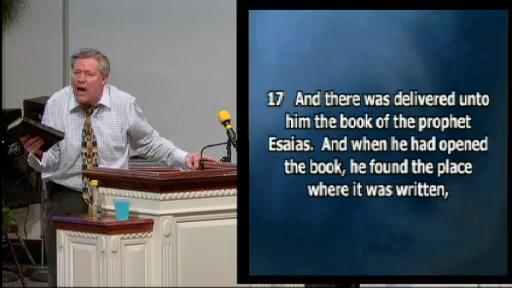 17 And there was delivered unto
him the book of the prophet
Esaias. And when he had opened
the book, he found the place
where it was written,